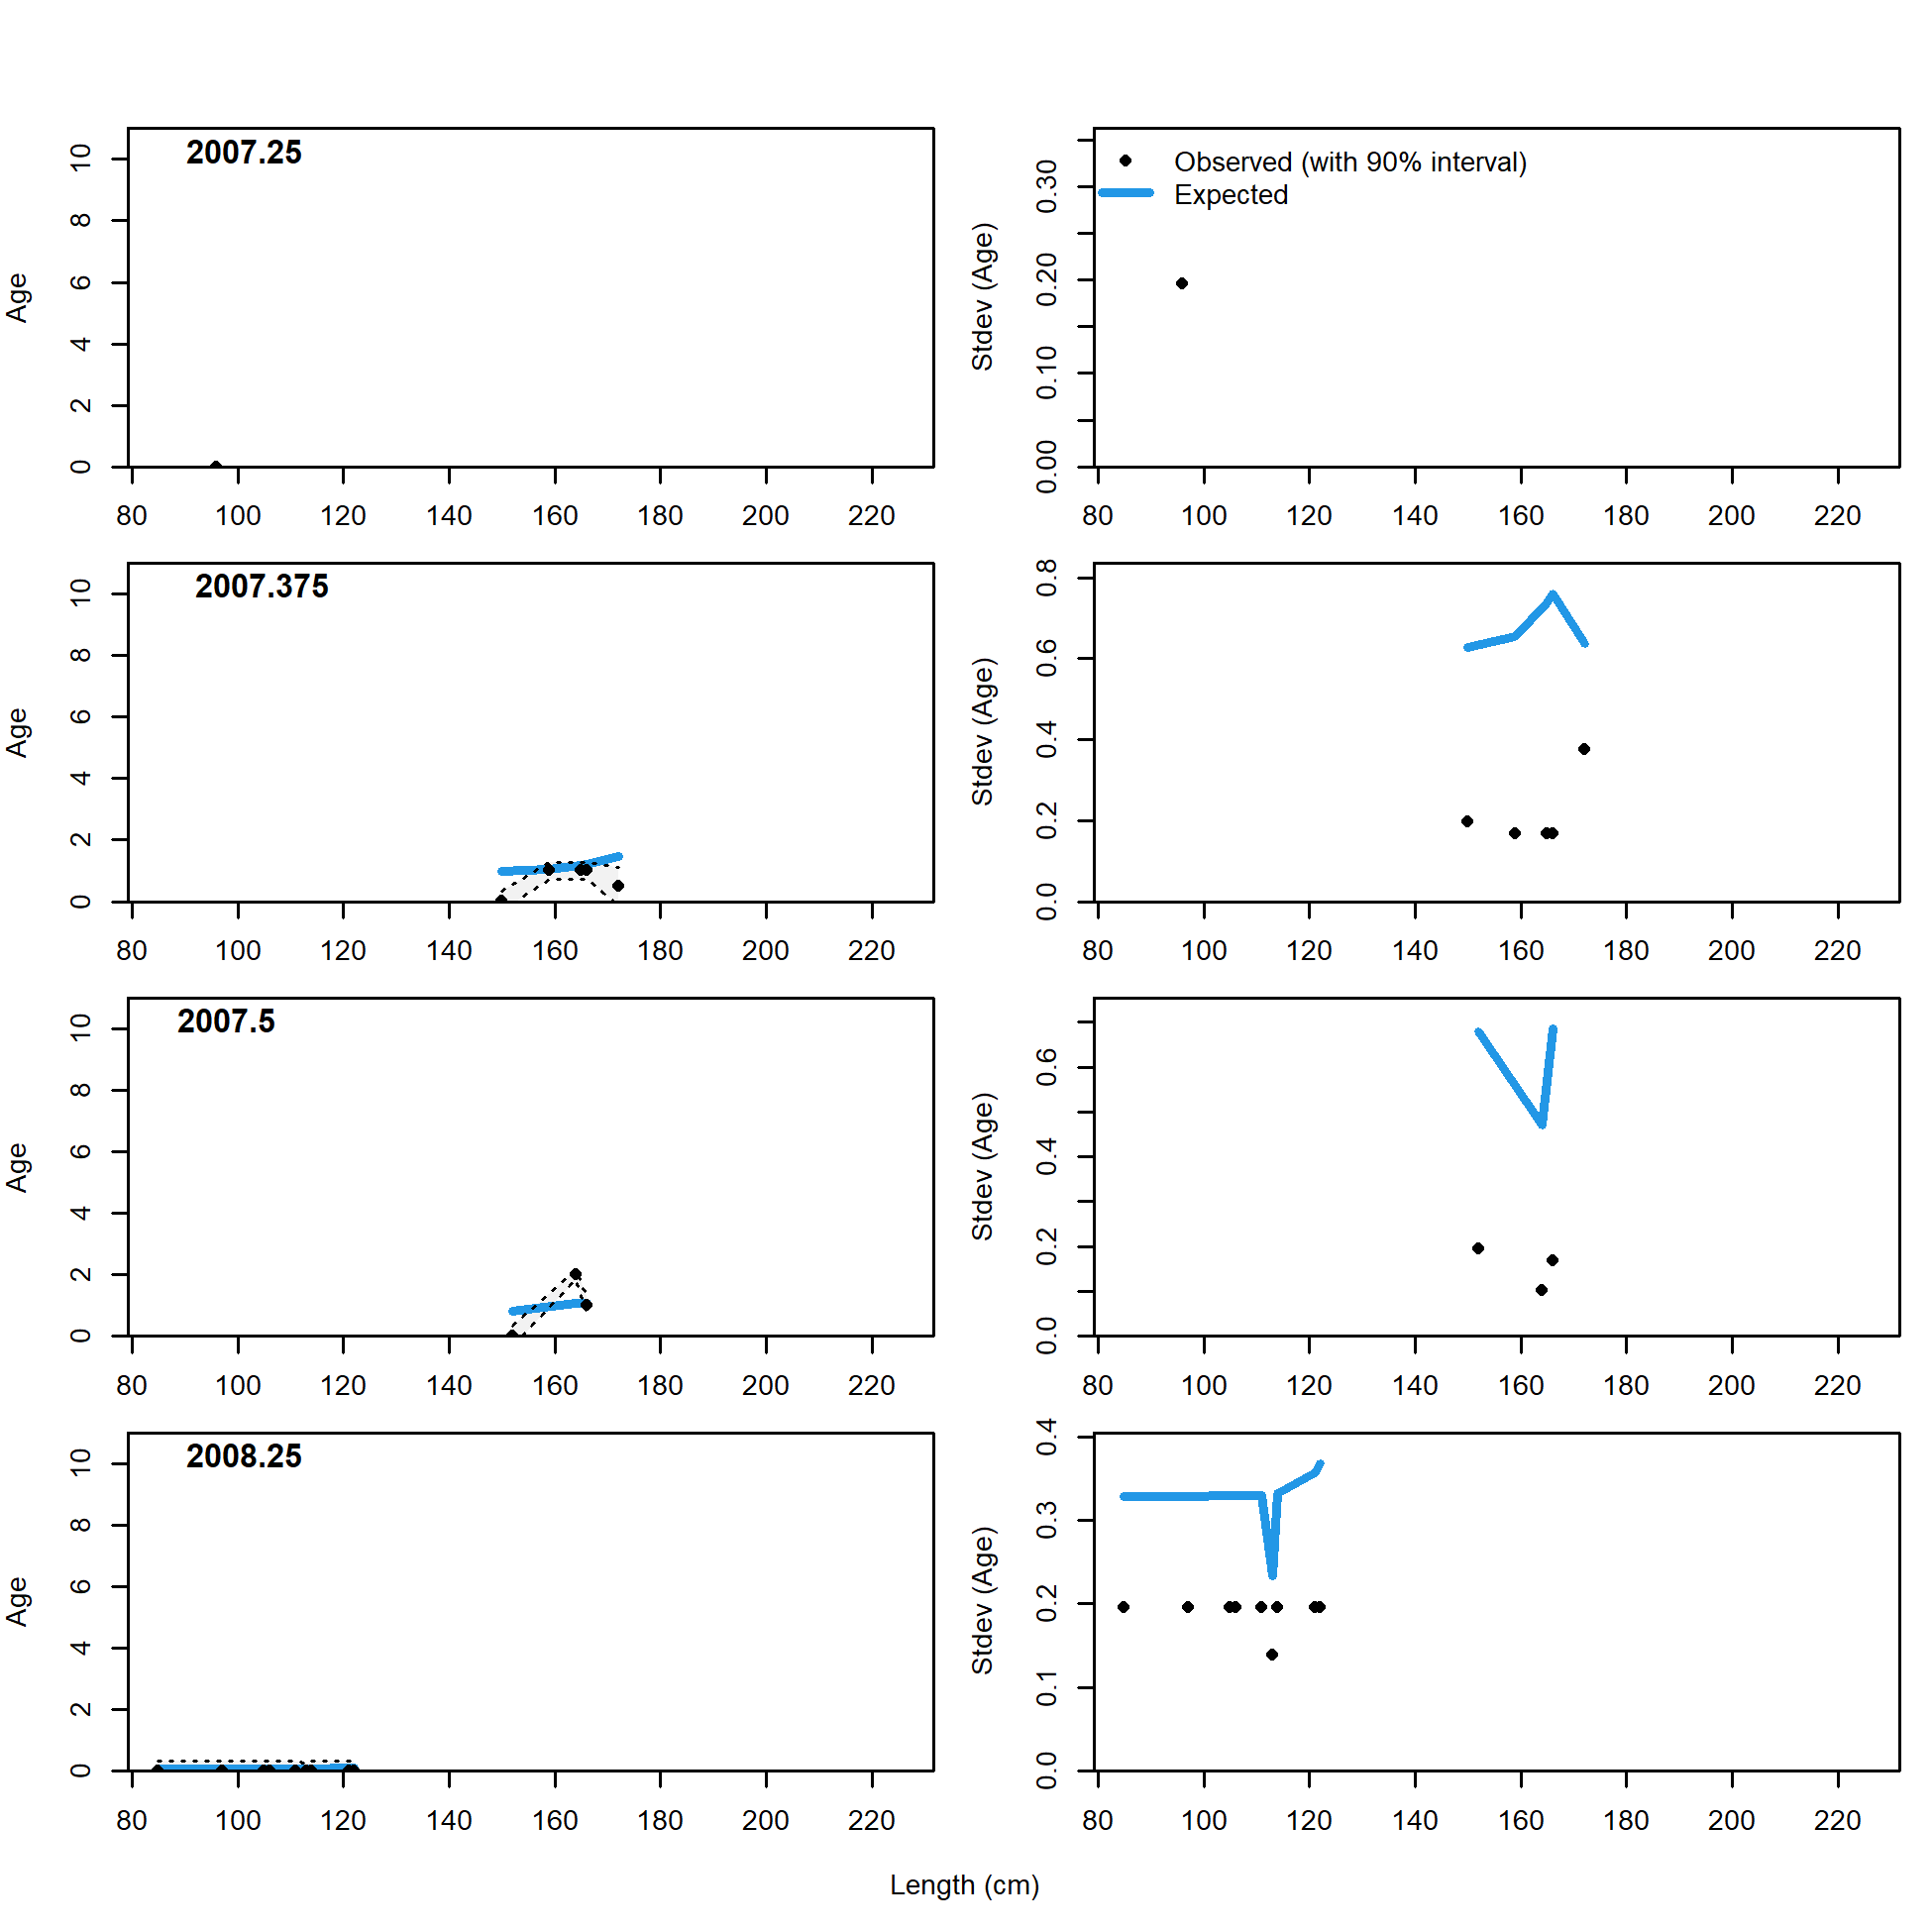 2007.25
Age
0 2 4 6 8 10
80 100 120 140 160 180 200 220
Observed (with 90% interval)
Expected
Stdev (Age)
0.00 0.10 0.20 0.30
80 100 120 140 160 180 200 220
2007.375
Age
0 2 4 6 8 10
80 100 120 140 160 180 200 220
Stdev (Age)
0.0 0.2 0.4 0.6 0.8
80 100 120 140 160 180 200 220
2007.5
Age
0 2 4 6 8 10
80 100 120 140 160 180 200 220
Stdev (Age)
0.0 0.2 0.4 0.6
80 100 120 140 160 180 200 220
2008.25
Age
0 2 4 6 8 10
80 100 120 140 160 180 200 220
Stdev (Age)
0.0 0.1 0.2 0.3 0.4
80 100 120 140 160 180 200 220
Length (cm)